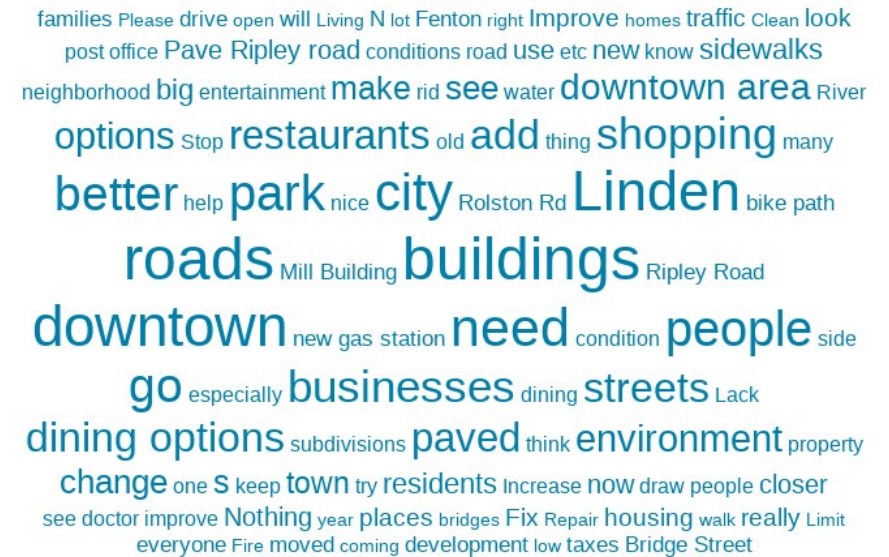 families Please drive open will Living N lot Fenton right Improve homes traffic Clean look
post office Pave Ripley road conditions road use etc new know sidewalks
neighborhood big entertainment make rid see water downtown area River
options Stop restaurants old add thing shopping many
better help park nice city Rolston Rd Linden bike path
roads Mill Building buildings Ripley Road
downtown new gas station need condition people side
go especially businesses dining streets Lack
dining options subdivisions paved think environment property
change one s keep town try residents Increase now draw people closer
see doctor improve Nothing year places bridges Fix Repair housing walk really Limit
everyone Fire moved coming development low taxes Bridge Street